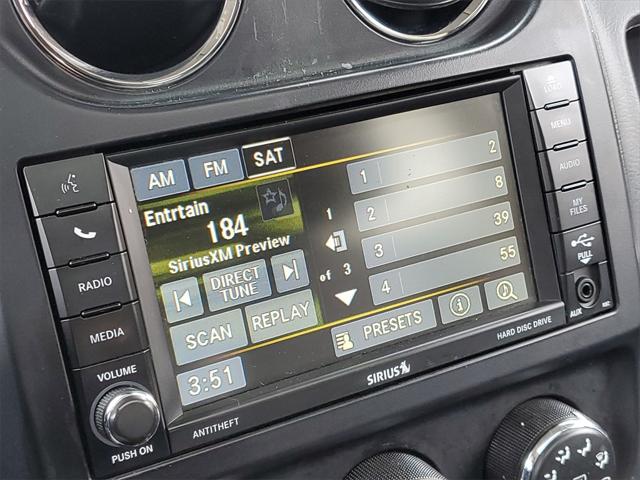 LOAD
MENU
AUDIO
MY
FILES
PULL
AUX
RADIO
MEDIA
VOLUME
PUSH ON
AM
FM
SAT
Entrtain
184
SiriusXM Preview
DIRECT
TUNE
SCAN
REPLAY
3:51
1
of 3
1 2
2 8
3 39
4 55
PRESETS
HARD DISC DRIVE
SIRIUS
ANTITHEFT